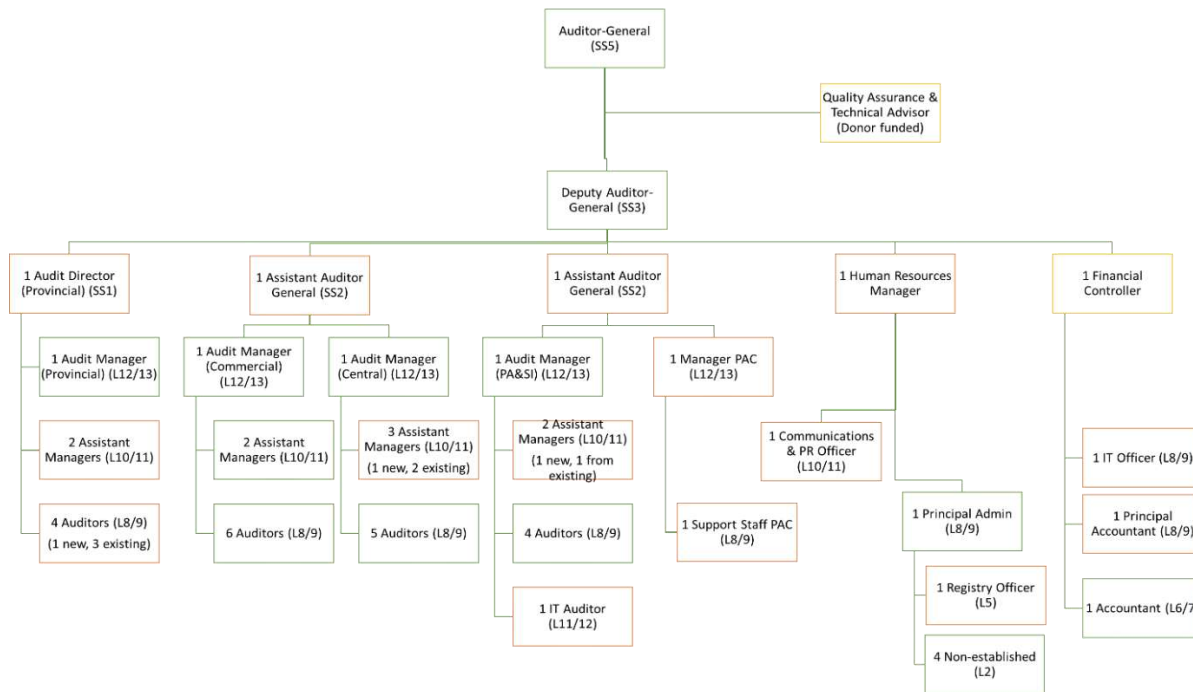 Auditor-General
(SS5)
Quality Assurance &
Technical Advisor
(Donor funded)
Deputy Auditor-
General (SS3)
1 Audit Director
(Provincial) (SS1)
1 Assistant Auditor
General (SS2)
1 Assistant Auditor
General (SS2)
1 Human Resources
Manager
1 Financial
Controller
1 Audit Manager
(Provincial) (L12/13)
1 Audit Manager
(Commercial) (L12/13)
1 Audit Manager
(Central) (L12/13)
1 Audit Manager
(PA&SI) (L12/13)
1 Manager PAC
(L12/13)
2 Assistant
Managers (L10/11)
2 Assistant
Managers (L10/11)
3 Assistant
Managers (L10/11)
(1 new, 2 existing)
2 Assistant
Managers (L10/11)
(1 new, 1 from
existing)
1 Communications
& PR Officer
(L10/11)
1 IT Officer (L8/9)
4 Auditors (L8/9)
(1 new, 3 existing)
6 Auditors (L8/9)
5 Auditors (L8/9)
4 Auditors (L8/9)
1 Support Staff PAC
(L8/9)
1 Principal Admin
(L8/9)
1 Principal
Accountant (L8/9)
1 IT Auditor
(L11/12)
1 Registry Officer
(L5)
1 Accountant (L6/7
4 Non-established
(L2)